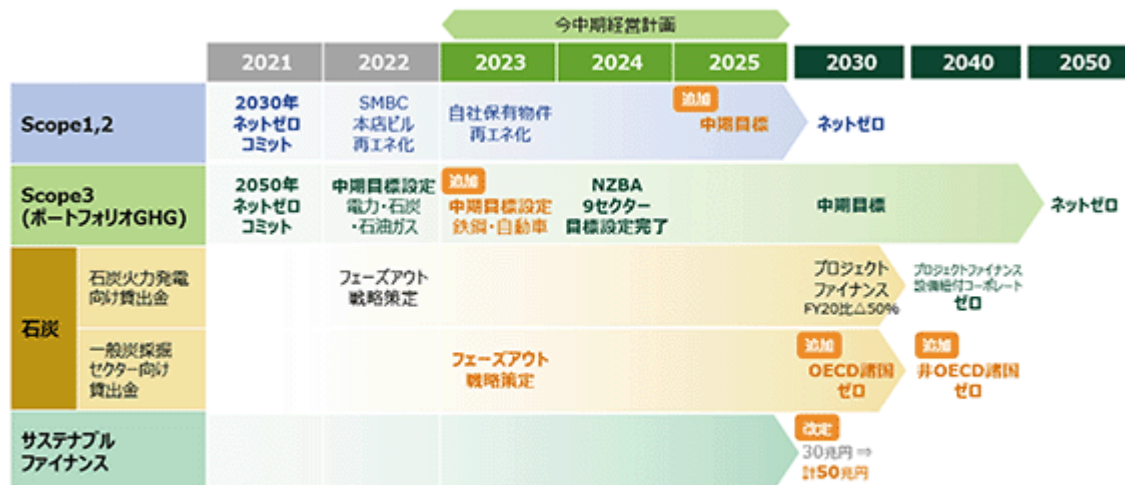 今中期経営計画
2021 2022 2023 2024 2025 2030 2040 2050
Scope1,2
2030年
ネットゼロ
コミット
SMBC
本店ビル
再エネ化
自社保有物件
再エネ化
追加
中期目標
ネットゼロ
Scope3
(ポートフォリオGHG)
2050年
ネットゼロ
コミット
中期目標設定
電力・石炭
・石油ガス
追加
中期目標設定
鉄鋼・自動車
NZBA
9セクター
目標設定完了
中期目標
ネットゼロ
石炭
石炭火力発電
向け貸出金
フェーズアウト
戦略策定
プロジェクト
ファイナンス
FY20比△50%
プロジェクトファイナンス
設備紐付コーポレート
ゼロ
一般炭採掘
セクター向け
貸出金
フェーズアウト
戦略策定
追加
OECD諸国
ゼロ
追加
非OECD諸国
ゼロ
サステナブル
ファイナンス
改定
30兆円 ⇒
計50兆円